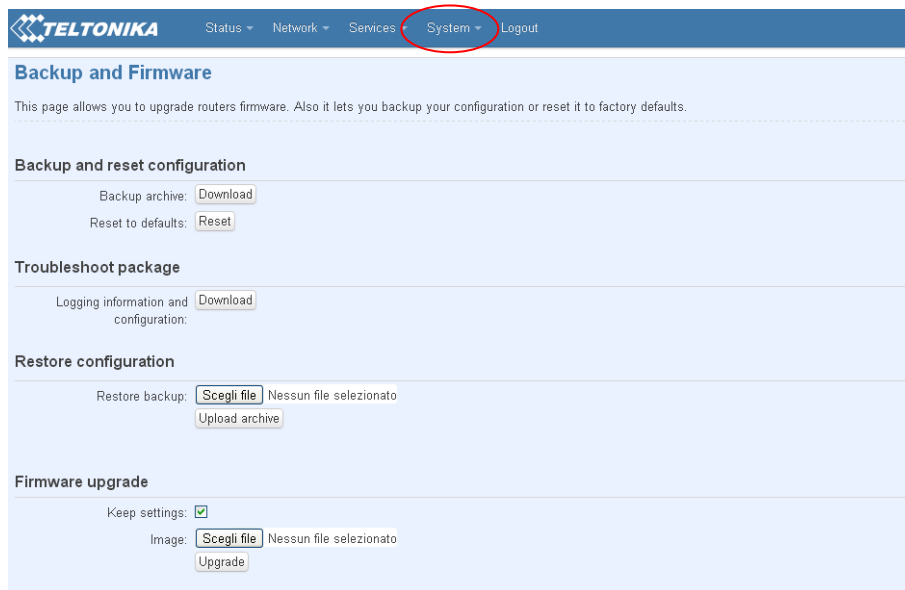 TELTONIKA Status Network Services System Logout
Backup and Firmware
This page allows you to upgrade routers firmware. Also it lets you backup your configuration or reset it to factory defaults.
Backup and reset configuration
Backup archive: Download
Reset to defaults: Reset
Troubleshoot package
Logging information and configuration: Download
Restore configuration
Restore backup: Scegli file Nessun file selezionato
Upload archive
Firmware upgrade
Keep settings:
Image: Scegli file Nessun file selezionato
Upgrade